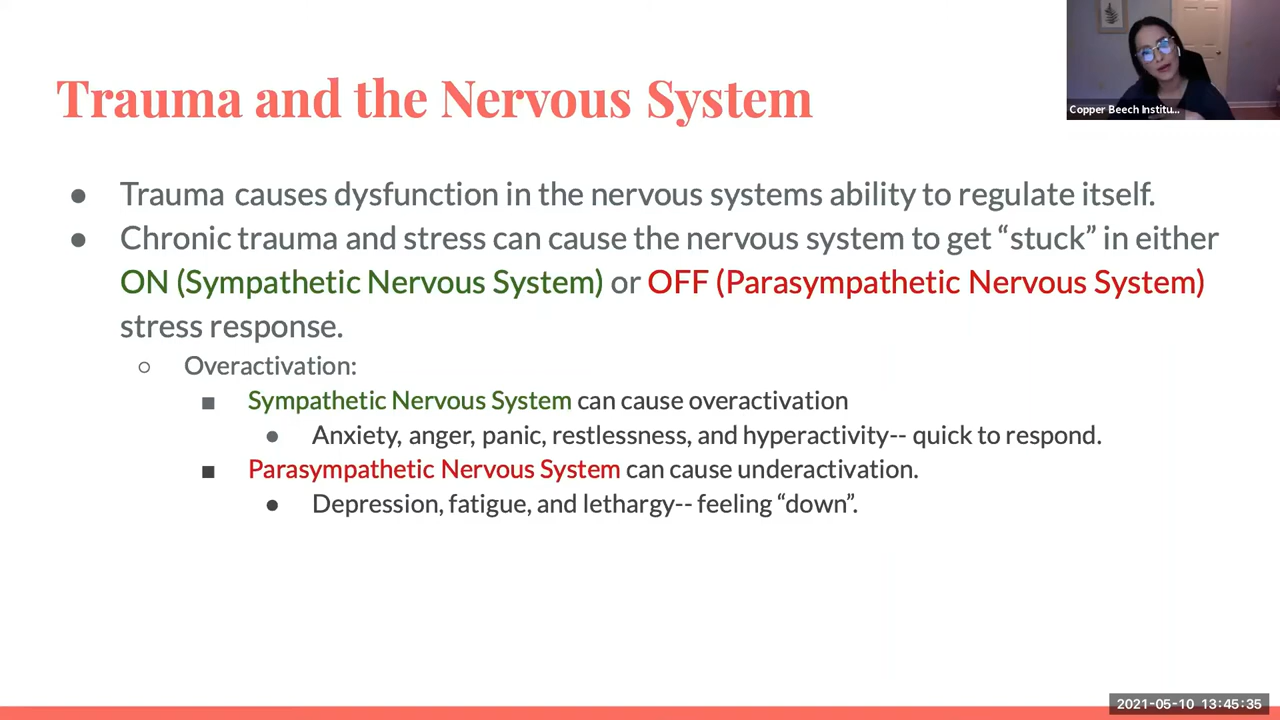 Trauma and the Nervous System
Copper Beech Institu...
● Trauma causes dysfunction in the nervous systems ability to regulate itself.
● Chronic trauma and stress can cause the nervous system to get “stuck” in either
ON (Sympathetic Nervous System) or OFF (Parasympathetic Nervous System)
stress response.
○ Overactivation:
■ Sympathetic Nervous System can cause overactivation
● Anxiety, anger, panic, restlessness, and hyperactivity-- quick to respond.
■ Parasympathetic Nervous System can cause underactivation.
● Depression, fatigue, and lethargy-- feeling “down”.
2021-05-10 13:45:35